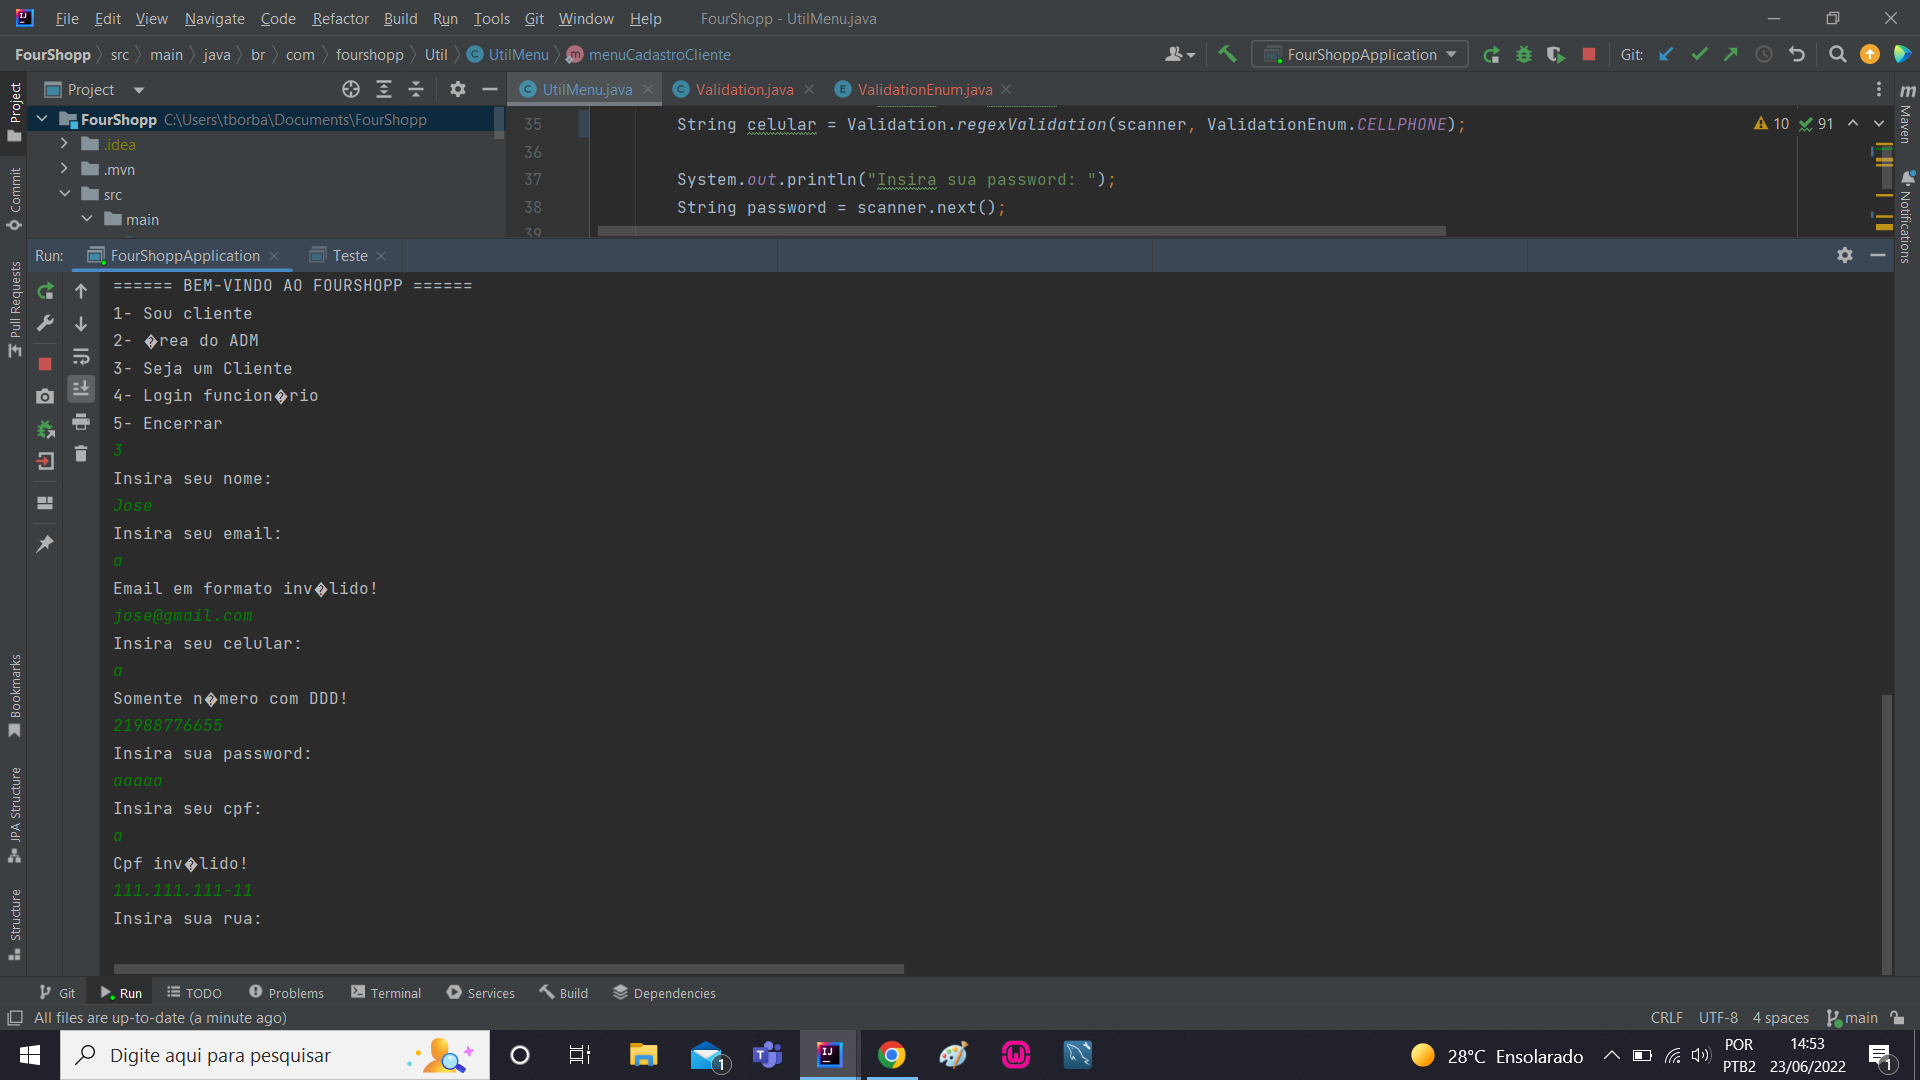 File Edit View Navigate Code Refactor Build Run Tools Git Window Help FourShopp - UtilMenu.java
FourShopp src main java br com fourshopp Util UtilMenu menuCadastroCliente FourShoppApplication Git:
Project UtilMenu.java Validation.java ValidationEnum.java
FourShopp C:\Users\tborba\Documents\FourShopp
.idea
.mvn
src
main
35 String celular = Validation.regexValidation(scanner, ValidationEnum.CELLPHONE);
36
37 System.out.println("Insira sua password: ");
38 String password = scanner.next();
39
10 91
Project
Commit
Pull Requests
Bookmarks
JPA Structure
Structure
Maven
Notifications
Run: FourShoppApplication Teste
====== BEM-VINDO AO FOURSHOPP ======
1- Sou cliente
2- �rea do ADM
3- Seja um Cliente
4- Login funcion�rio
5- Encerrar
3
Insira seu nome:
Jose
Insira seu email:
a
Email em formato inv�lido!
jose@gmail.com
Insira seu celular:
a
Somente n�mero com DDD!
21988776655
Insira sua password:
aaaaa
Insira seu cpf:
a
Cpf inv�lido!
111.111.111-11
Insira sua rua:
Git Run TODO Problems Terminal Services Build Dependencies
All files are up-to-date (a minute ago) CRLF UTF-8 4 spaces main
Digite aqui para pesquisar 1 28°C Ensolarado POR PTB2 14:53 23/06/2022 1